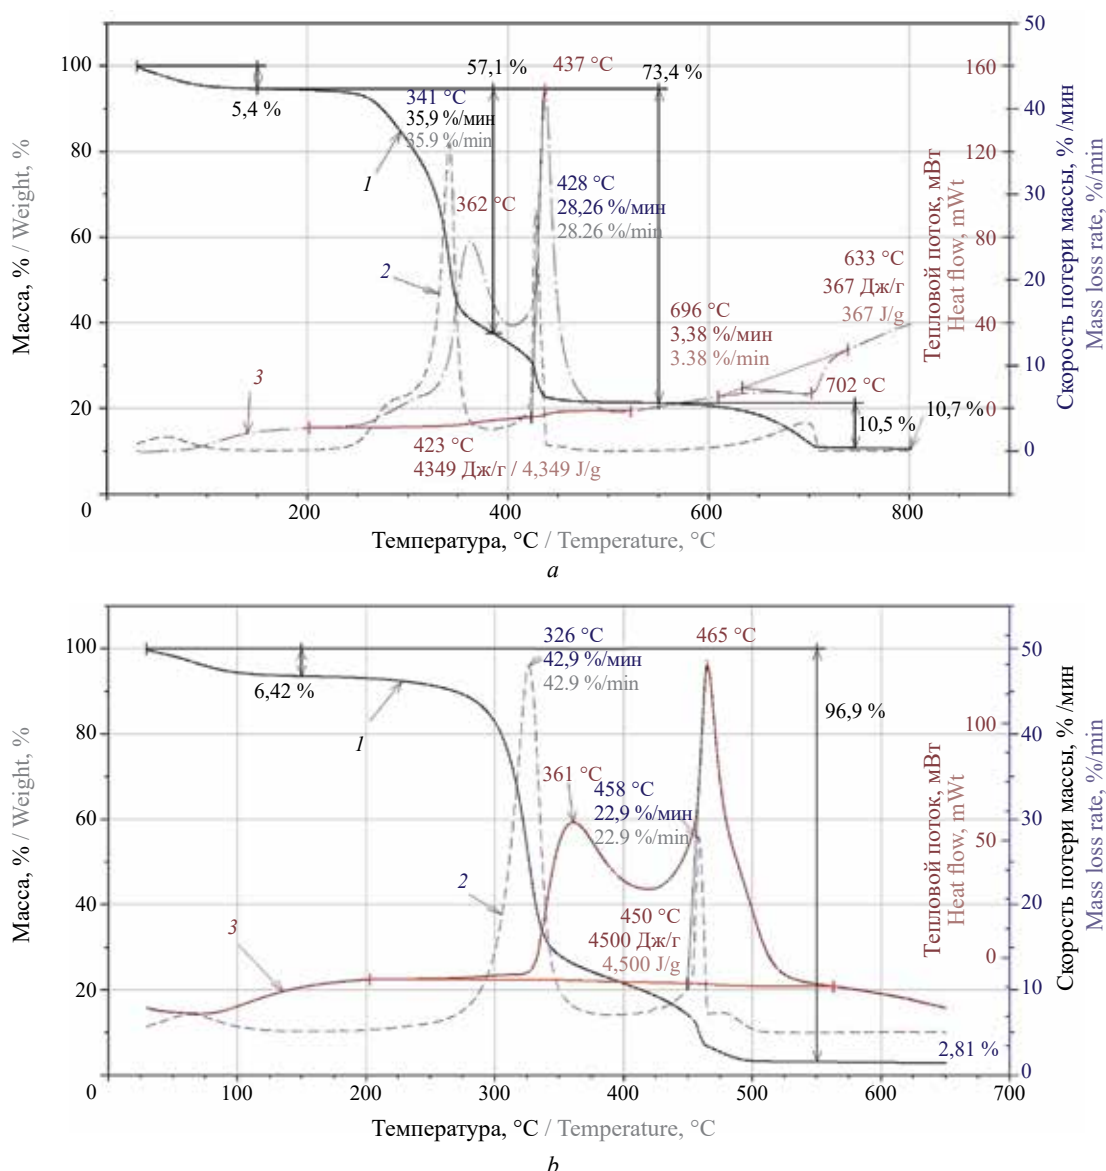 50
100
57,1 %
437 °C
73,4 %
160
5,4 %
341 °C
35,9 %/мин
35.9 %/min
40
80
1
120
428 °C
28,26 %/мин
28.26 %/min
362 °C
30
Масса, % / Weight, %
60
2
80
633 °C
367 Дж/г
367 J/g
20
Тепловой поток, мВт
Heat flow, mWt
Скорость потери массы, % /мин
Mass loss rate, %/min
40
696 °C
3,38 %/мин
3.38 %/min
40
3
702 °C
10
20
0
10,5 %
10,7%
423 °C
4349 Дж/г / 4,349 J/g
0
0
200
400
600
800
Температура, °C / Temperature, °C
a
100
326 °C
42,9 %/мин
42.9 %/min
465 °C
50
6,42 %
96,9 %
1
80
100
40
361 °C
458 °C
22,9 %/мин
22.9 %/min
60
50
30
Масса, % / Weight, %
2
Тепловой поток, мВт
Heat flow, mWt
Скорость потери массы, % /мин
Mass loss rate, %/min
40
3
450 °C
4500 Дж/г
4,500 J/g
20
0
20
10
2,81 %
0
0
100
200
300
400
500
600
700
Температура, °C / Temperature, °C
b